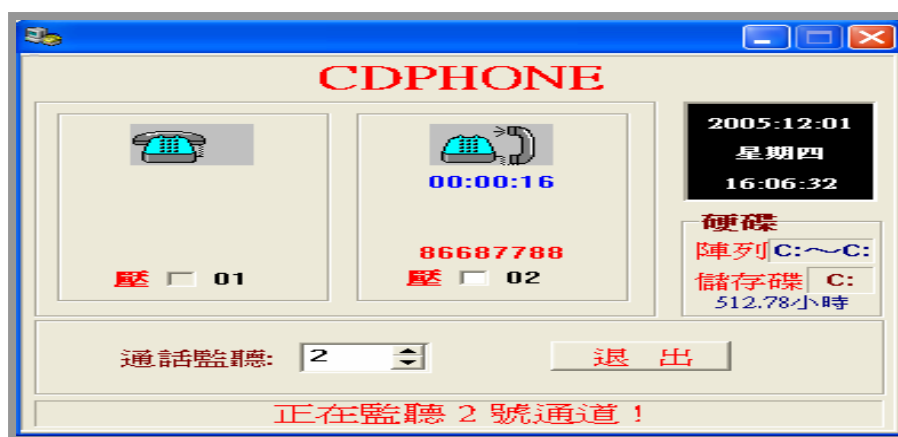 CDPHONE
00:00:16
86687788
壓 01
壓 02
2005:12:01
星期四
16:06:32
硬碟
陣列 C:～C:
儲存碟 C:
512.78小時
通話監聽: 2
退 出
正在監聽 2 號通道！